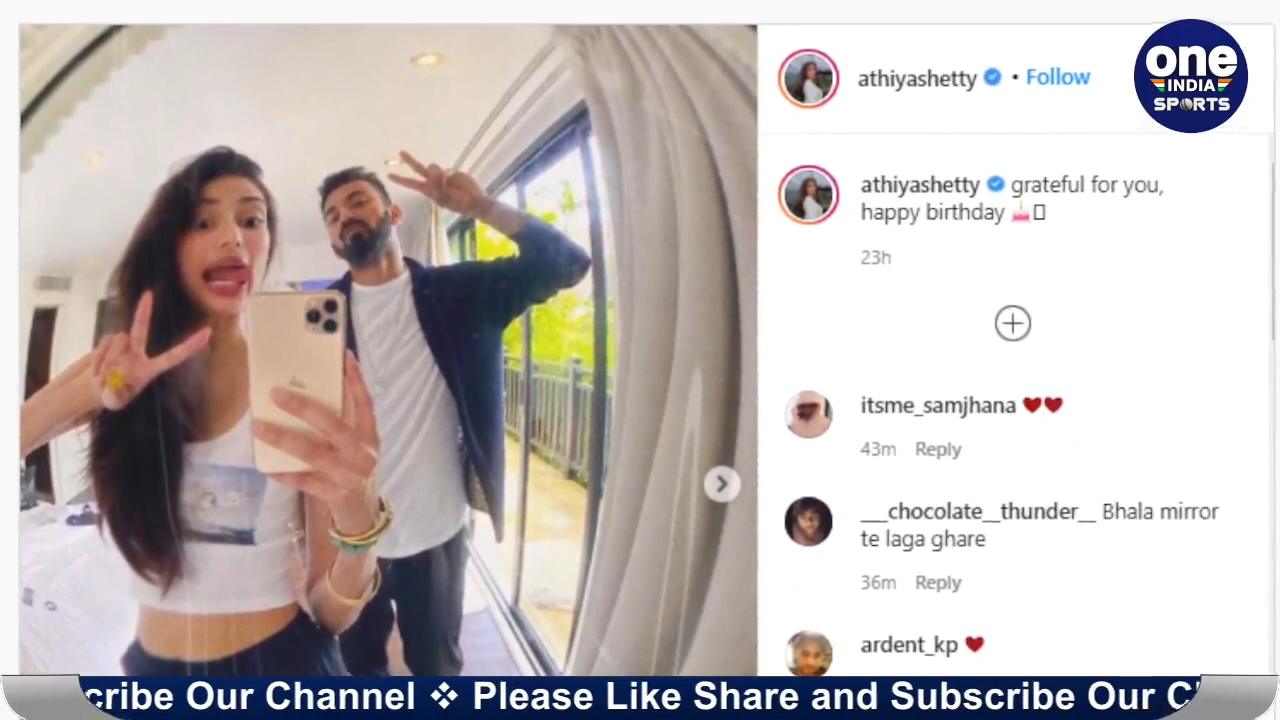 athiyashetty • Follow
one
INDIA
SPORTS
athiyashetty grateful for you,
happy birthday 🎂
23h
itsme_samjhana ❤❤
43m Reply
___chocolate__thunder__ Bhala mirror
te laga ghare
36m Reply
ardent_kp ❤
cribe Our Channel ❖ Please Like Share and Subscribe Our C